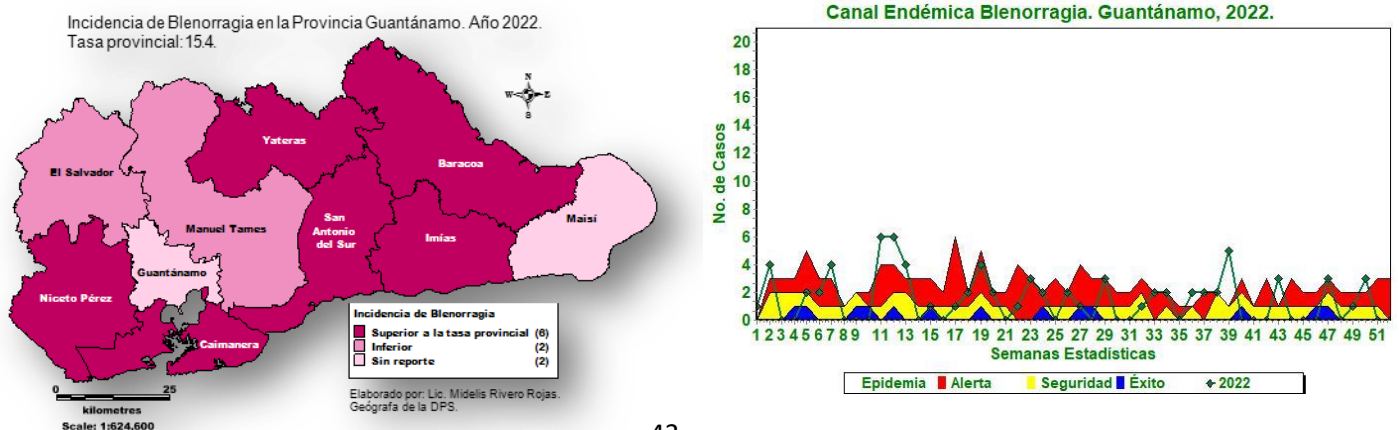 Incidencia de Blenorragia en la Provincia Guantánamo. Año 2022.
Tasa provincial: 15.4.
N
W E
S
Yateras
Baracoa
El Salvador
Maisí
San
Antonio
del Sur
Manuel Tames
Imías
Guantánamo
Niceto Pérez
Caimanera
Incidencia de Blenorragia
Superior a la tasa provincial (6)
Inferior (2)
Sin reporte (2)
0 25
kilometres
Scale: 1:624,600
Elaborado por: Lic. Midelis Rivero Rojas.
Geógrafa de la DPS.
Canal Endémica Blenorragia. Guantánamo, 2022.
No. de Casos
20
18
16
14
12
10
8
6
4
2
0
1 2 3 5 6 7 8 9 11 13 15 17 19 21 23 25 27 29 31 33 35 37 39 41 43 45 47 49 51
Semanas Estadísticas
Epidemia Alerta Seguridad Éxito 2022